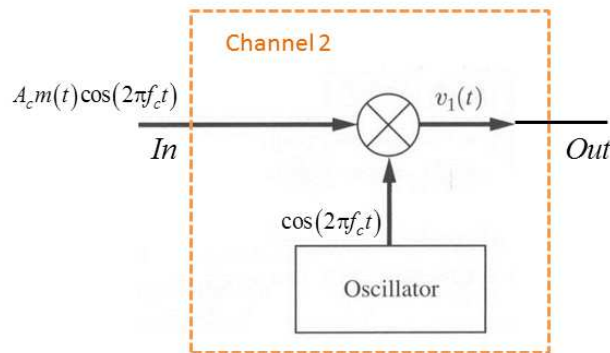 Channel 2
A_c m(t) cos(2πf_c t)
v_1(t)
In
Out
cos(2πf_c t)
Oscillator